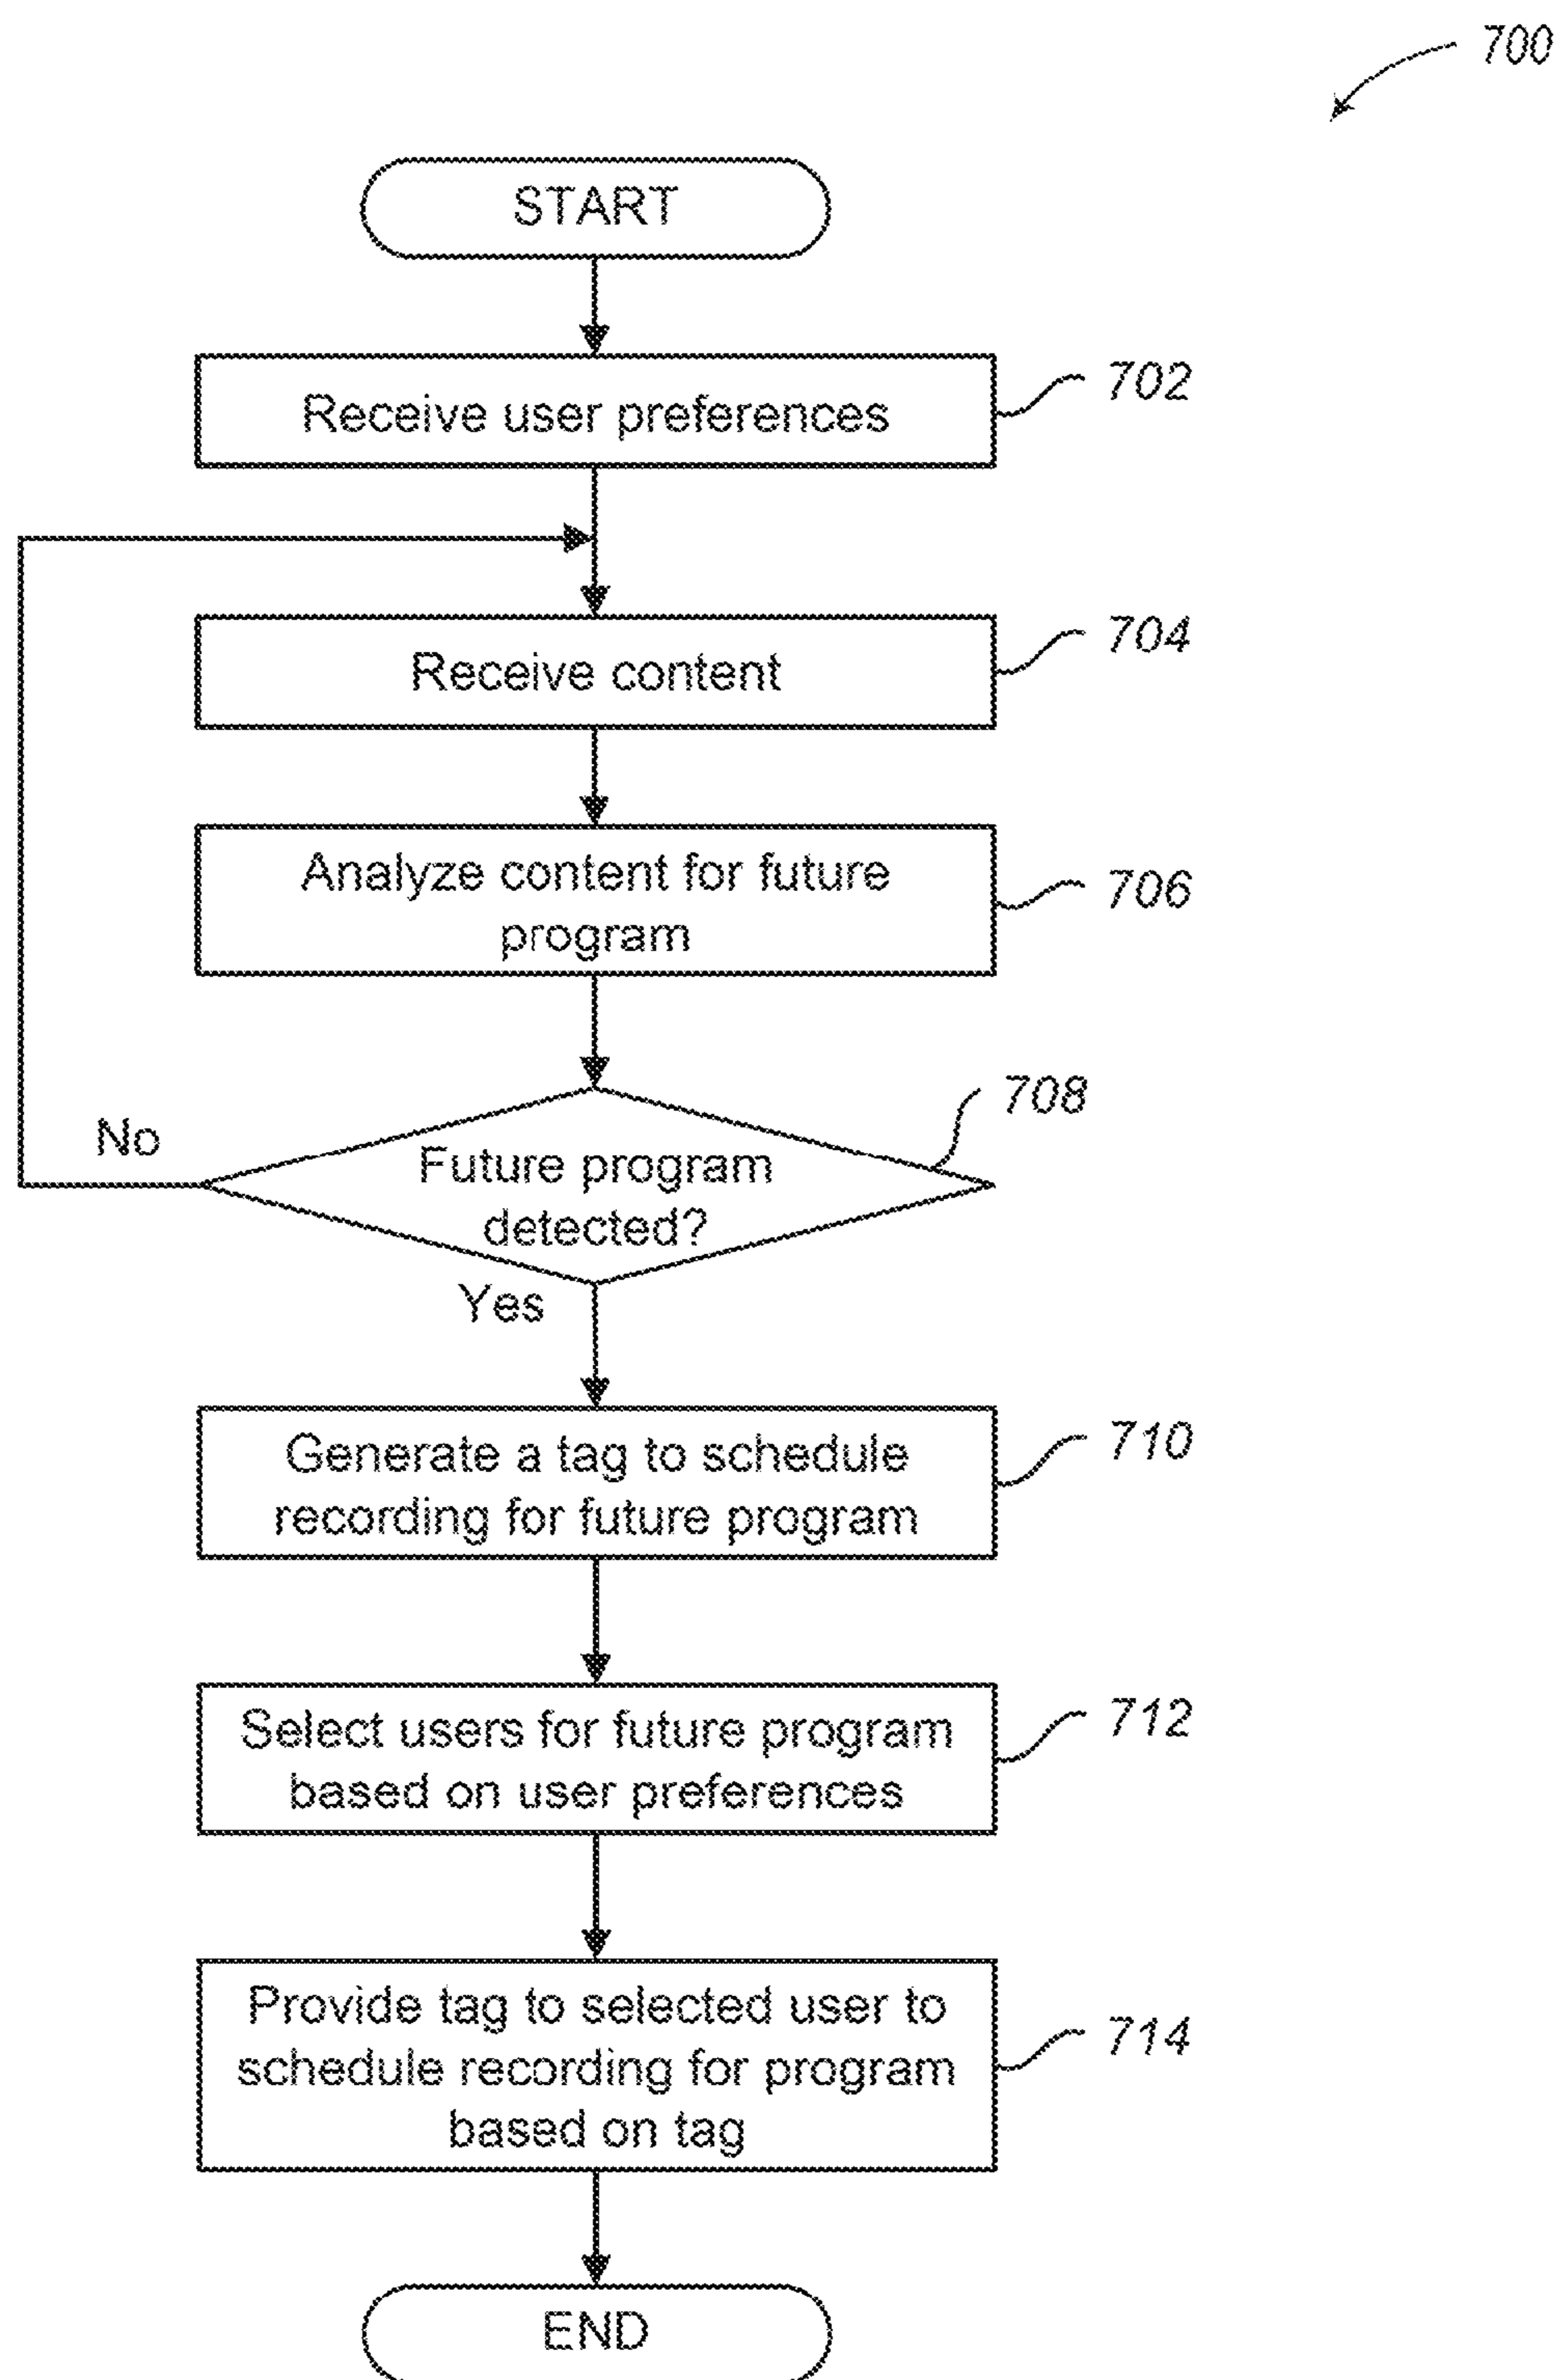 700
START
Receive user preferences
702
Receive content
704
Analyze content for future
program
706
708
No
Future program
detected?
Yes
Generate a tag to schedule
recording for future program
710
Select users for future program
based on user preferences
712
Provide tag to selected user to
schedule recording for program
based on tag
714
END